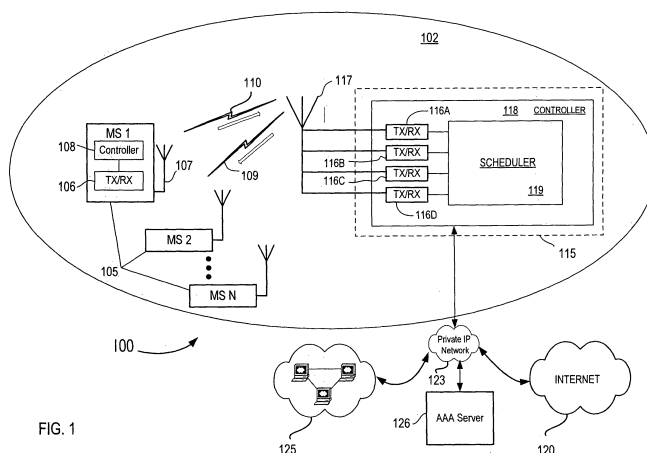 102
110
117
116A
118 CONTROLLER
MS 1
TX/RX
108
Controller
107
116B
TX/RX
SCHEDULER
106
TX/RX
116C
TX/RX
109
TX/RX
119
116D
MS 2
115
105
MS N
100
Private IP
Network
123
INTERNET
126
AAA Server
FIG. 1
125
120